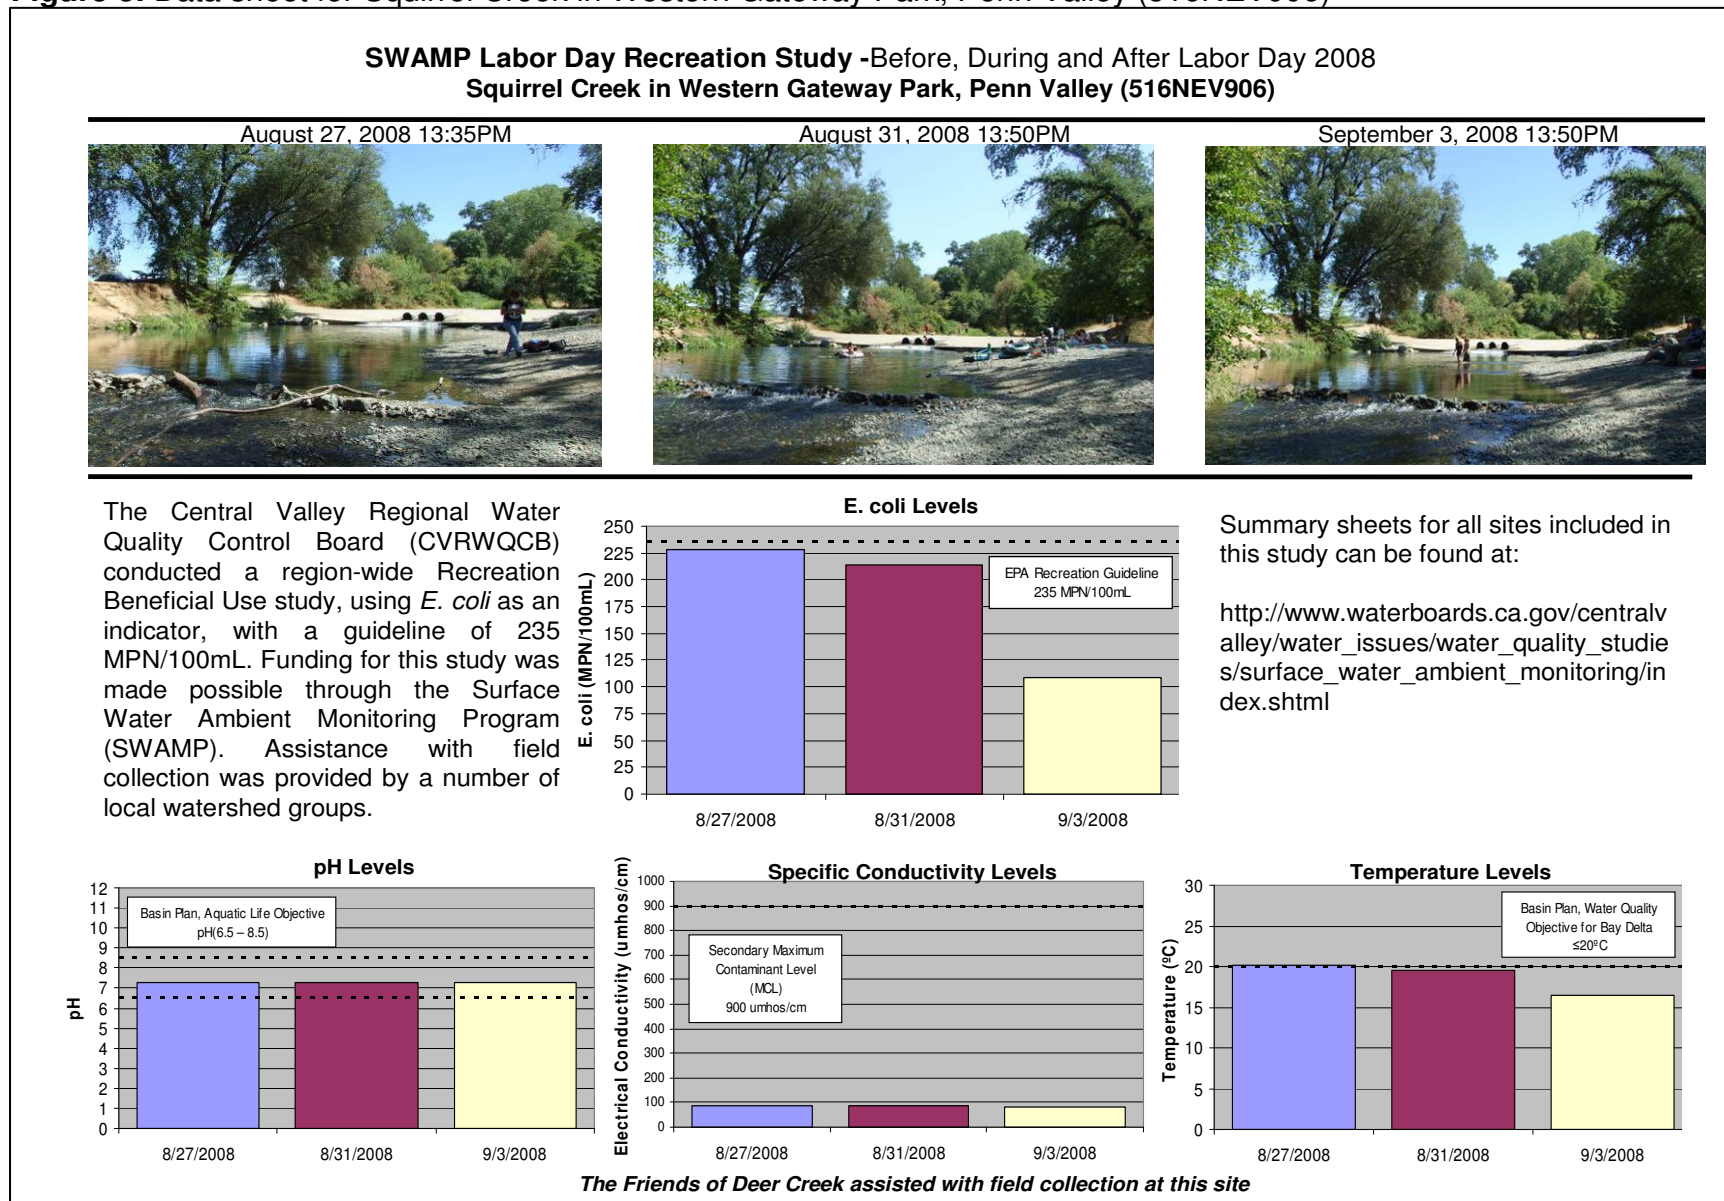 SWAMP Labor Day Recreation Study -Before, During and After Labor Day 2008
Squirrel Creek in Western Gateway Park, Penn Valley (516NEV906)
August 27, 2008 13:35PM
August 31, 2008 13:50PM
September 3, 2008 13:50PM
The Central Valley Regional Water
Quality Control Board (CVRWQCB)
conducted a region-wide Recreation
Beneficial Use study, using E. coli as an
indicator, with a guideline of 235
MPN/100mL. Funding for this study was
made possible through the Surface
Water Ambient Monitoring Program
(SWAMP). Assistance with field
collection was provided by a number of
local watershed groups.
E. coli Levels
E. coli (MPN/100mL)
250
225
200
175
150
125
100
75
50
25
0
EPA Recreation Guideline
235 MPN/100mL
8/27/2008
8/31/2008
9/3/2008
Summary sheets for all sites included in
this study can be found at:
http://www.waterboards.ca.gov/centralv
alley/water_issues/water_quality_studie
s/surface_water_ambient_monitoring/in
dex.shtml
pH Levels
pH
12
11
10
9
8
7
6
5
4
3
2
1
0
Basin Plan, Aquatic Life Objective
pH(6.5 – 8.5)
8/27/2008
8/31/2008
9/3/2008
Specific Conductivity Levels
Electrical Conductivity (umhos/cm)
1000
900
800
700
600
500
400
300
200
100
0
Secondary Maximum
Contaminant Level
(MCL)
900 umhos/cm
8/27/2008
8/31/2008
9/3/2008
Temperature Levels
Temperature (ºC)
30
25
20
15
10
5
0
Basin Plan, Water Quality
Objective for Bay Delta
≤20ºC
8/27/2008
8/31/2008
9/3/2008
The Friends of Deer Creek assisted with field collection at this site